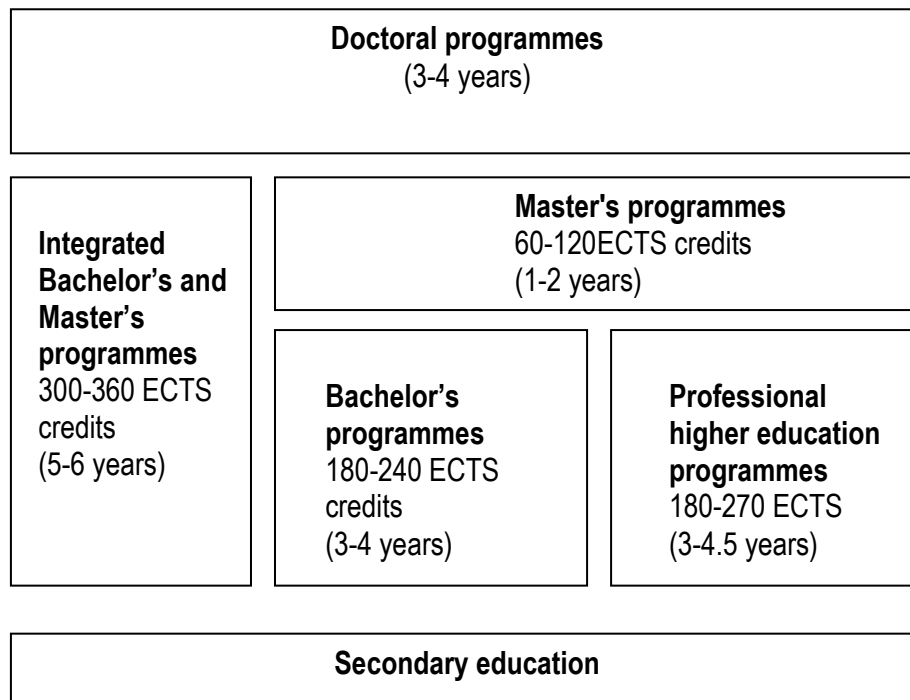 Doctoral programmes
(3-4 years)
Integrated
Bachelor’s and
Master’s
programmes
300-360 ECTS
credits
(5-6 years)
Master's programmes
60-120ECTS credits
(1-2 years)
Bachelor’s
programmes
180-240 ECTS
credits
(3-4 years)
Professional
higher education
programmes
180-270 ECTS
(3-4.5 years)
Secondary education